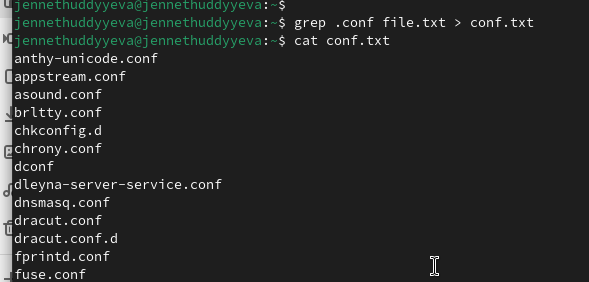 jennethuddyyeva@jennethuddyyeva:~$
jennethuddyyeva@jennethuddyyeva:~$ grep .conf file.txt > conf.txt
jennethuddyyeva@jennethuddyyeva:~$ cat conf.txt
anthy-unicode.conf
appstream.conf
asound.conf
brltty.conf
chkconfig.d
chrony.conf
dconf
dleyna-server-service.conf
dnsmasq.conf
dracut.conf
dracut.conf.d
fprintd.conf
fuse.conf